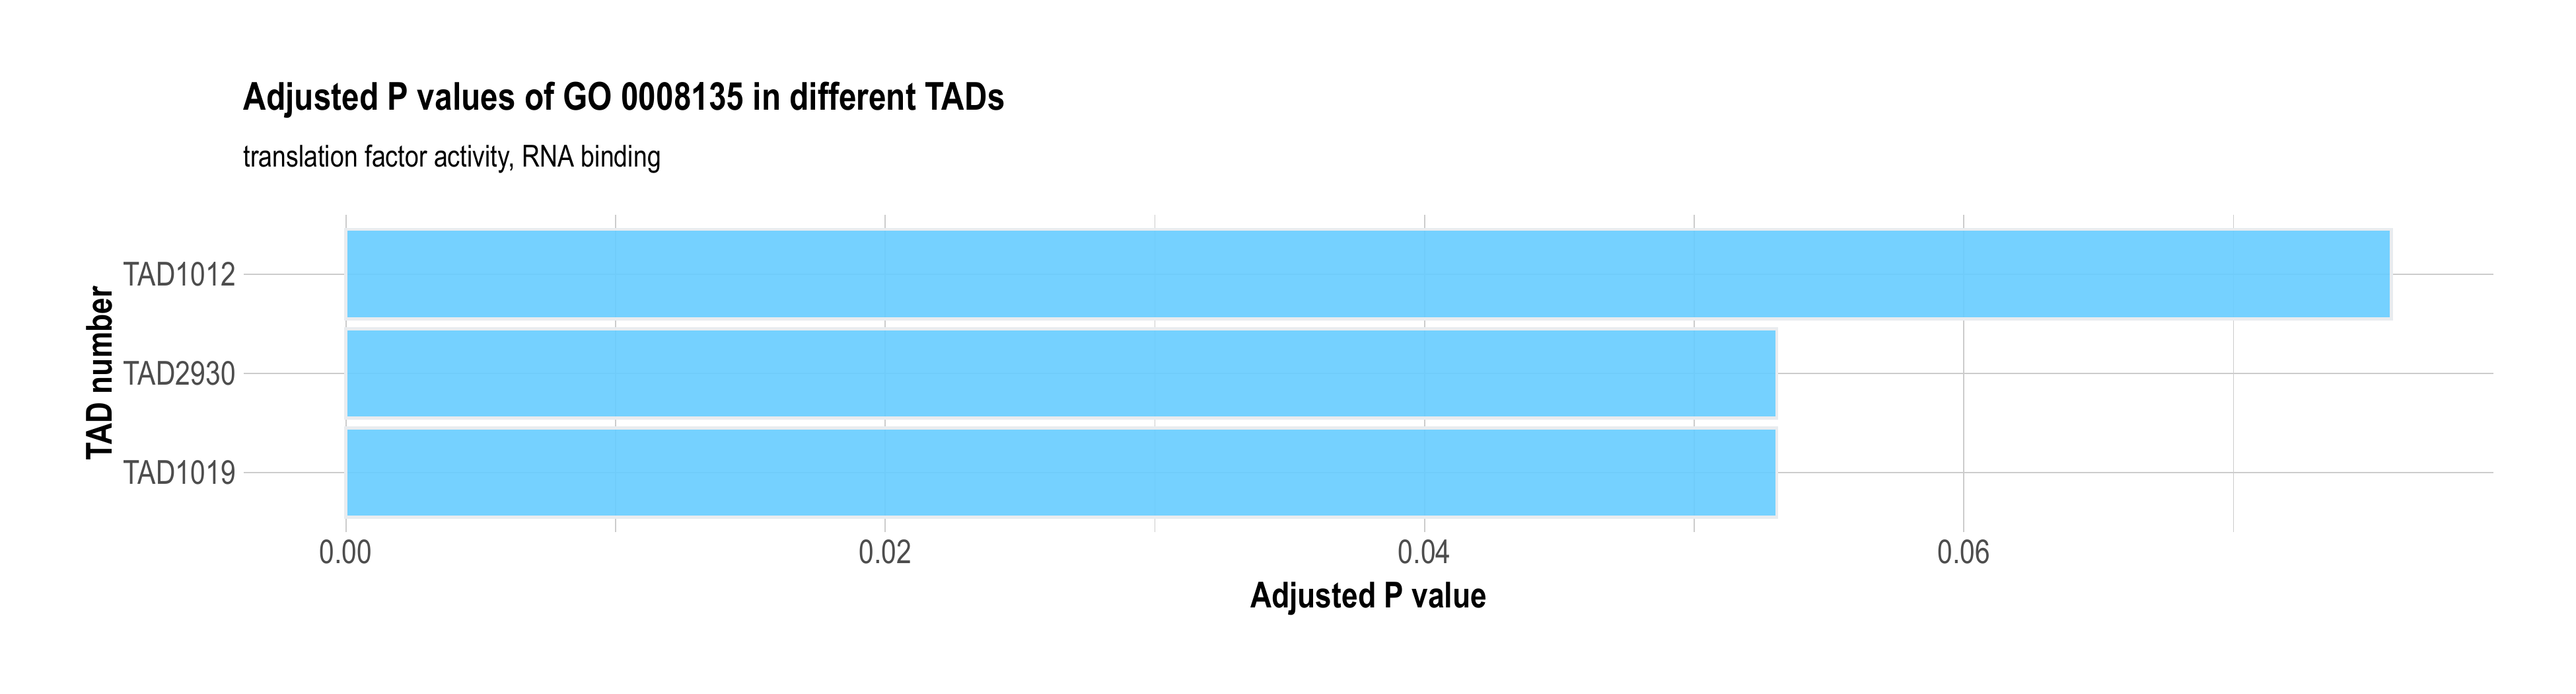 Adjusted P values of GO 0008135 in different TADs
translation factor activity, RNA binding
TAD number
TAD1012
TAD2930
TAD1019
0.00 0.02 0.04 0.06
Adjusted P value